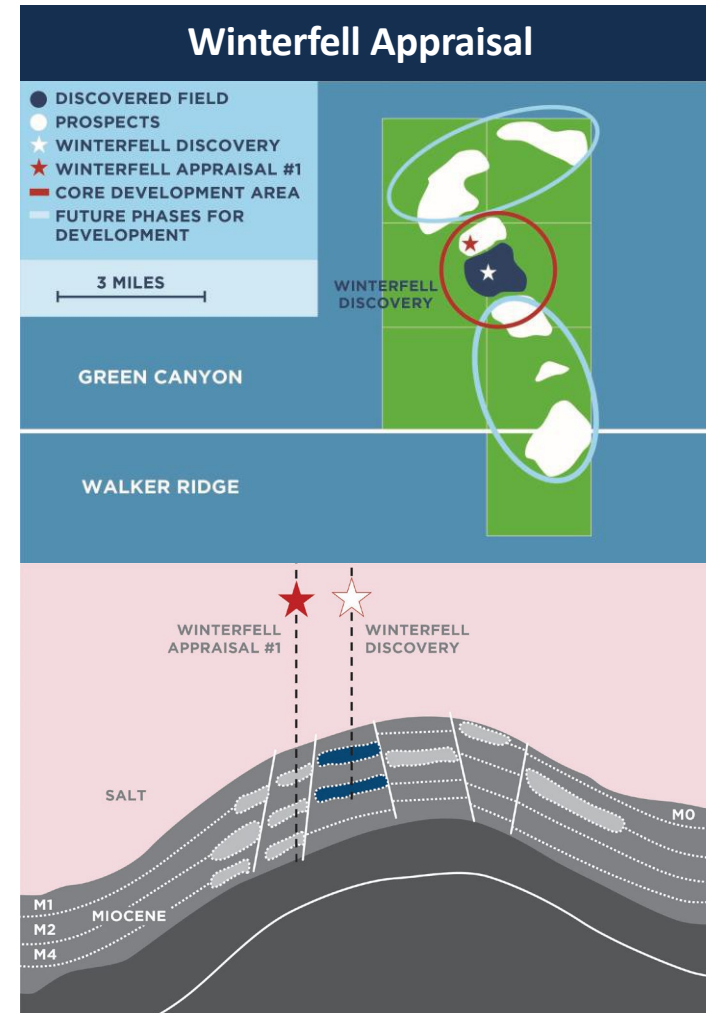 Winterfell Appraisal
DISCOVERED FIELD
PROSPECTS
WINTERFELL DISCOVERY
WINTERFELL APPRAISAL #1
CORE DEVELOPMENT AREA
FUTURE PHASES FOR
DEVELOPMENT
3 MILES
WINTERFELL
DISCOVERY
GREEN CANYON
WALKER RIDGE
WINTERFELL
APPRAISAL #1
WINTERFELL
DISCOVERY
SALT
M0
M1
MIOCENE
M2
M4